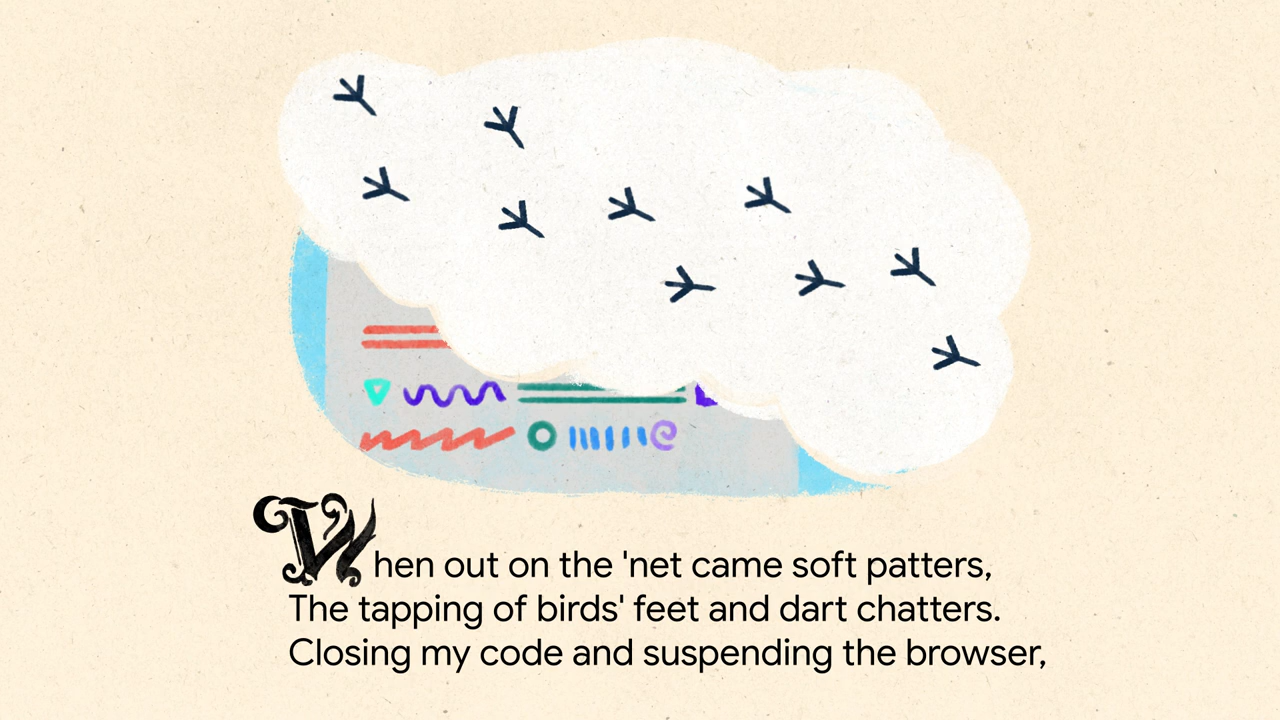 When out on the 'net came soft patters,
The tapping of birds' feet and dart chatters.
Closing my code and suspending the browser,